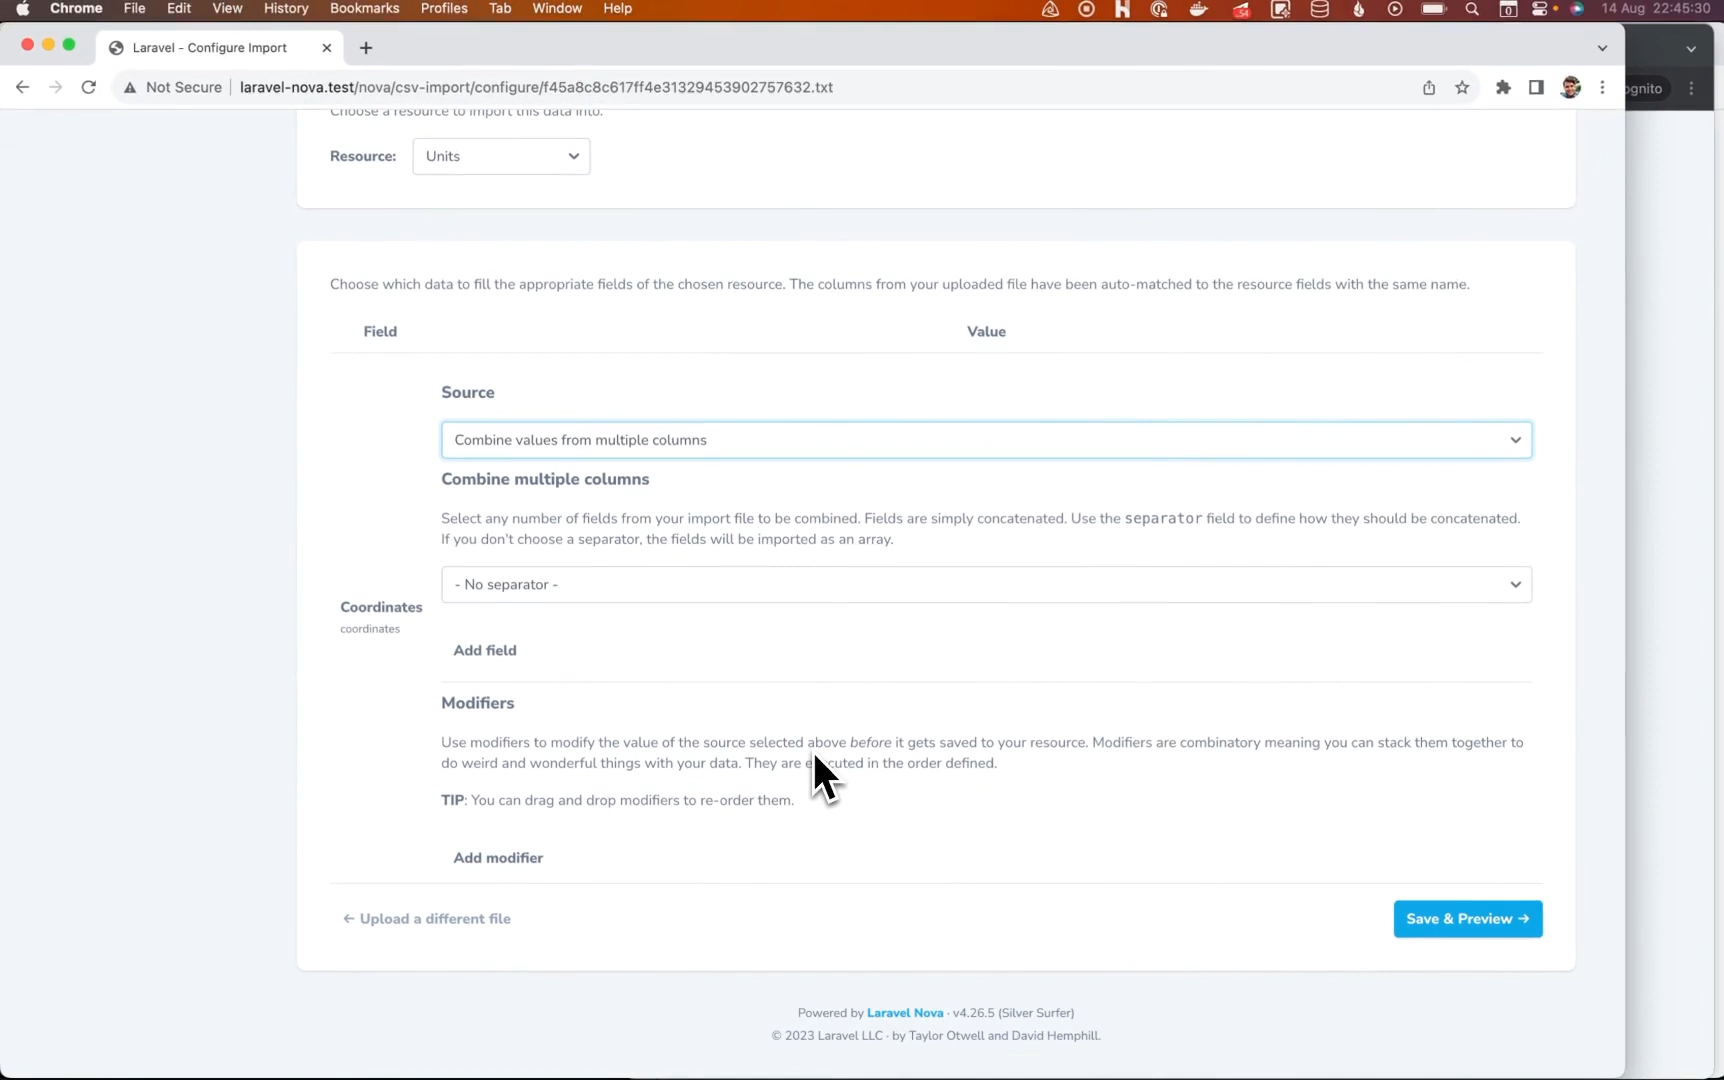 Chrome File Edit View History Bookmarks Profiles Tab Window Help 14 Aug 22:45:30
Laravel - Configure Import
Not Secure laravel-nova.test/nova/csv-import/configure/f45a8c8c617ff4e31329453902757632.txt
Choose a resource to import this data into.
Resource: Units
Choose which data to fill the appropriate fields of the chosen resource. The columns from your uploaded file have been auto-matched to the resource fields with the same name.
Field Value
Source
Combine values from multiple columns
Combine multiple columns
Select any number of fields from your import file to be combined. Fields are simply concatenated. Use the separator field to define how they should be concatenated.
If you don't choose a separator, the fields will be imported as an array.
- No separator -
Coordinates
coordinates
Add field
Modifiers
Use modifiers to modify the value of the source selected above before it gets saved to your resource. Modifiers are combinatory meaning you can stack them together to
do weird and wonderful things with your data. They are executed in the order defined.
TIP: You can drag and drop modifiers to re-order them.
Add modifier
← Upload a different file
Save & Preview →
Powered by Laravel Nova · v4.26.5 (Silver Surfer)
© 2023 Laravel LLC · by Taylor Otwell and David Hemphill.